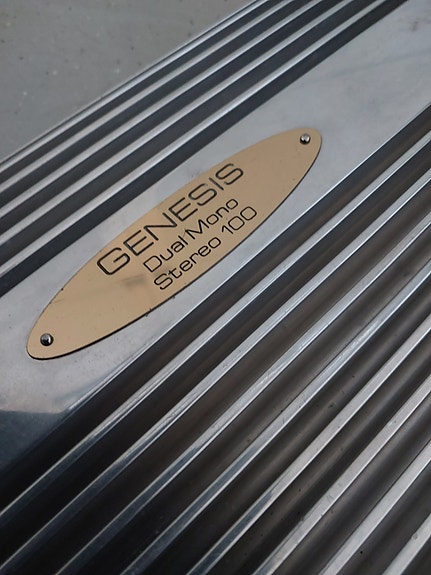 GENESIS
Dual Mono
Stereo 100